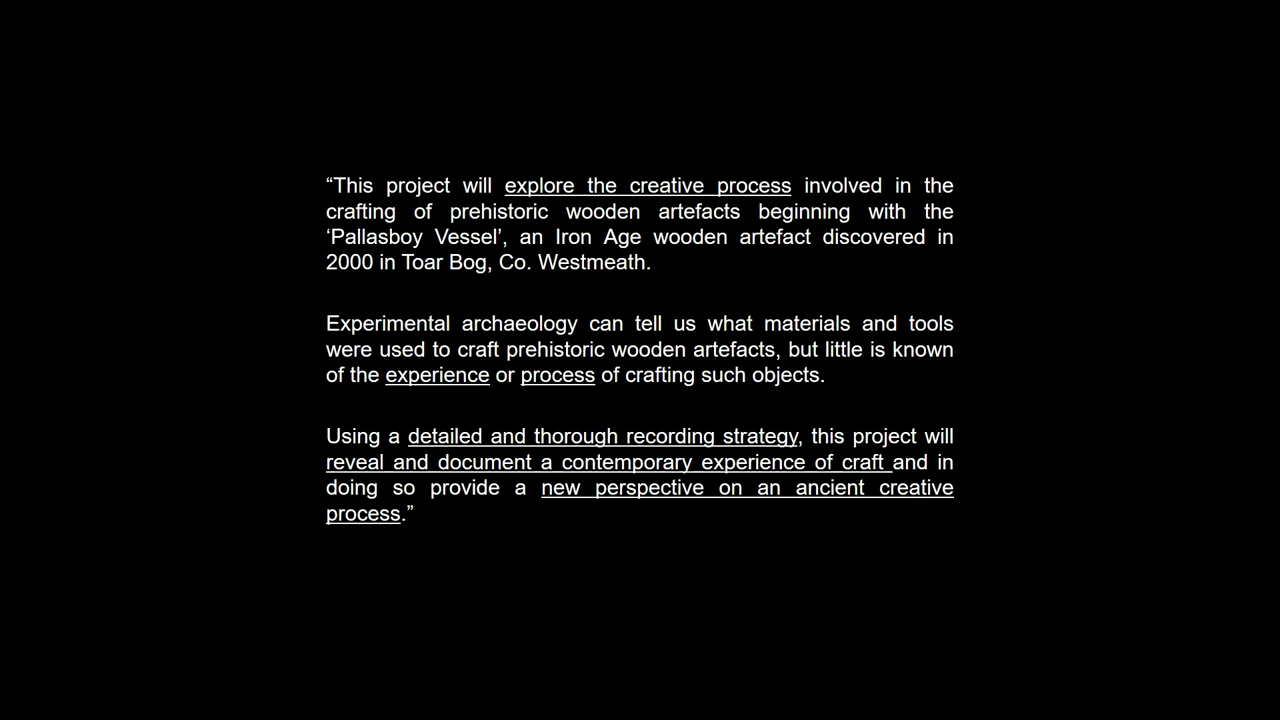 “This project will explore the creative process involved in the
crafting of prehistoric wooden artefacts beginning with the
‘Pallasboy Vessel’, an Iron Age wooden artefact discovered in
2000 in Toar Bog, Co. Westmeath.
Experimental archaeology can tell us what materials and tools
were used to craft prehistoric wooden artefacts, but little is known
of the experience or process of crafting such objects.
Using a detailed and thorough recording strategy, this project will
reveal and document a contemporary experience of craft and in
doing so provide a new perspective on an ancient creative
process.”